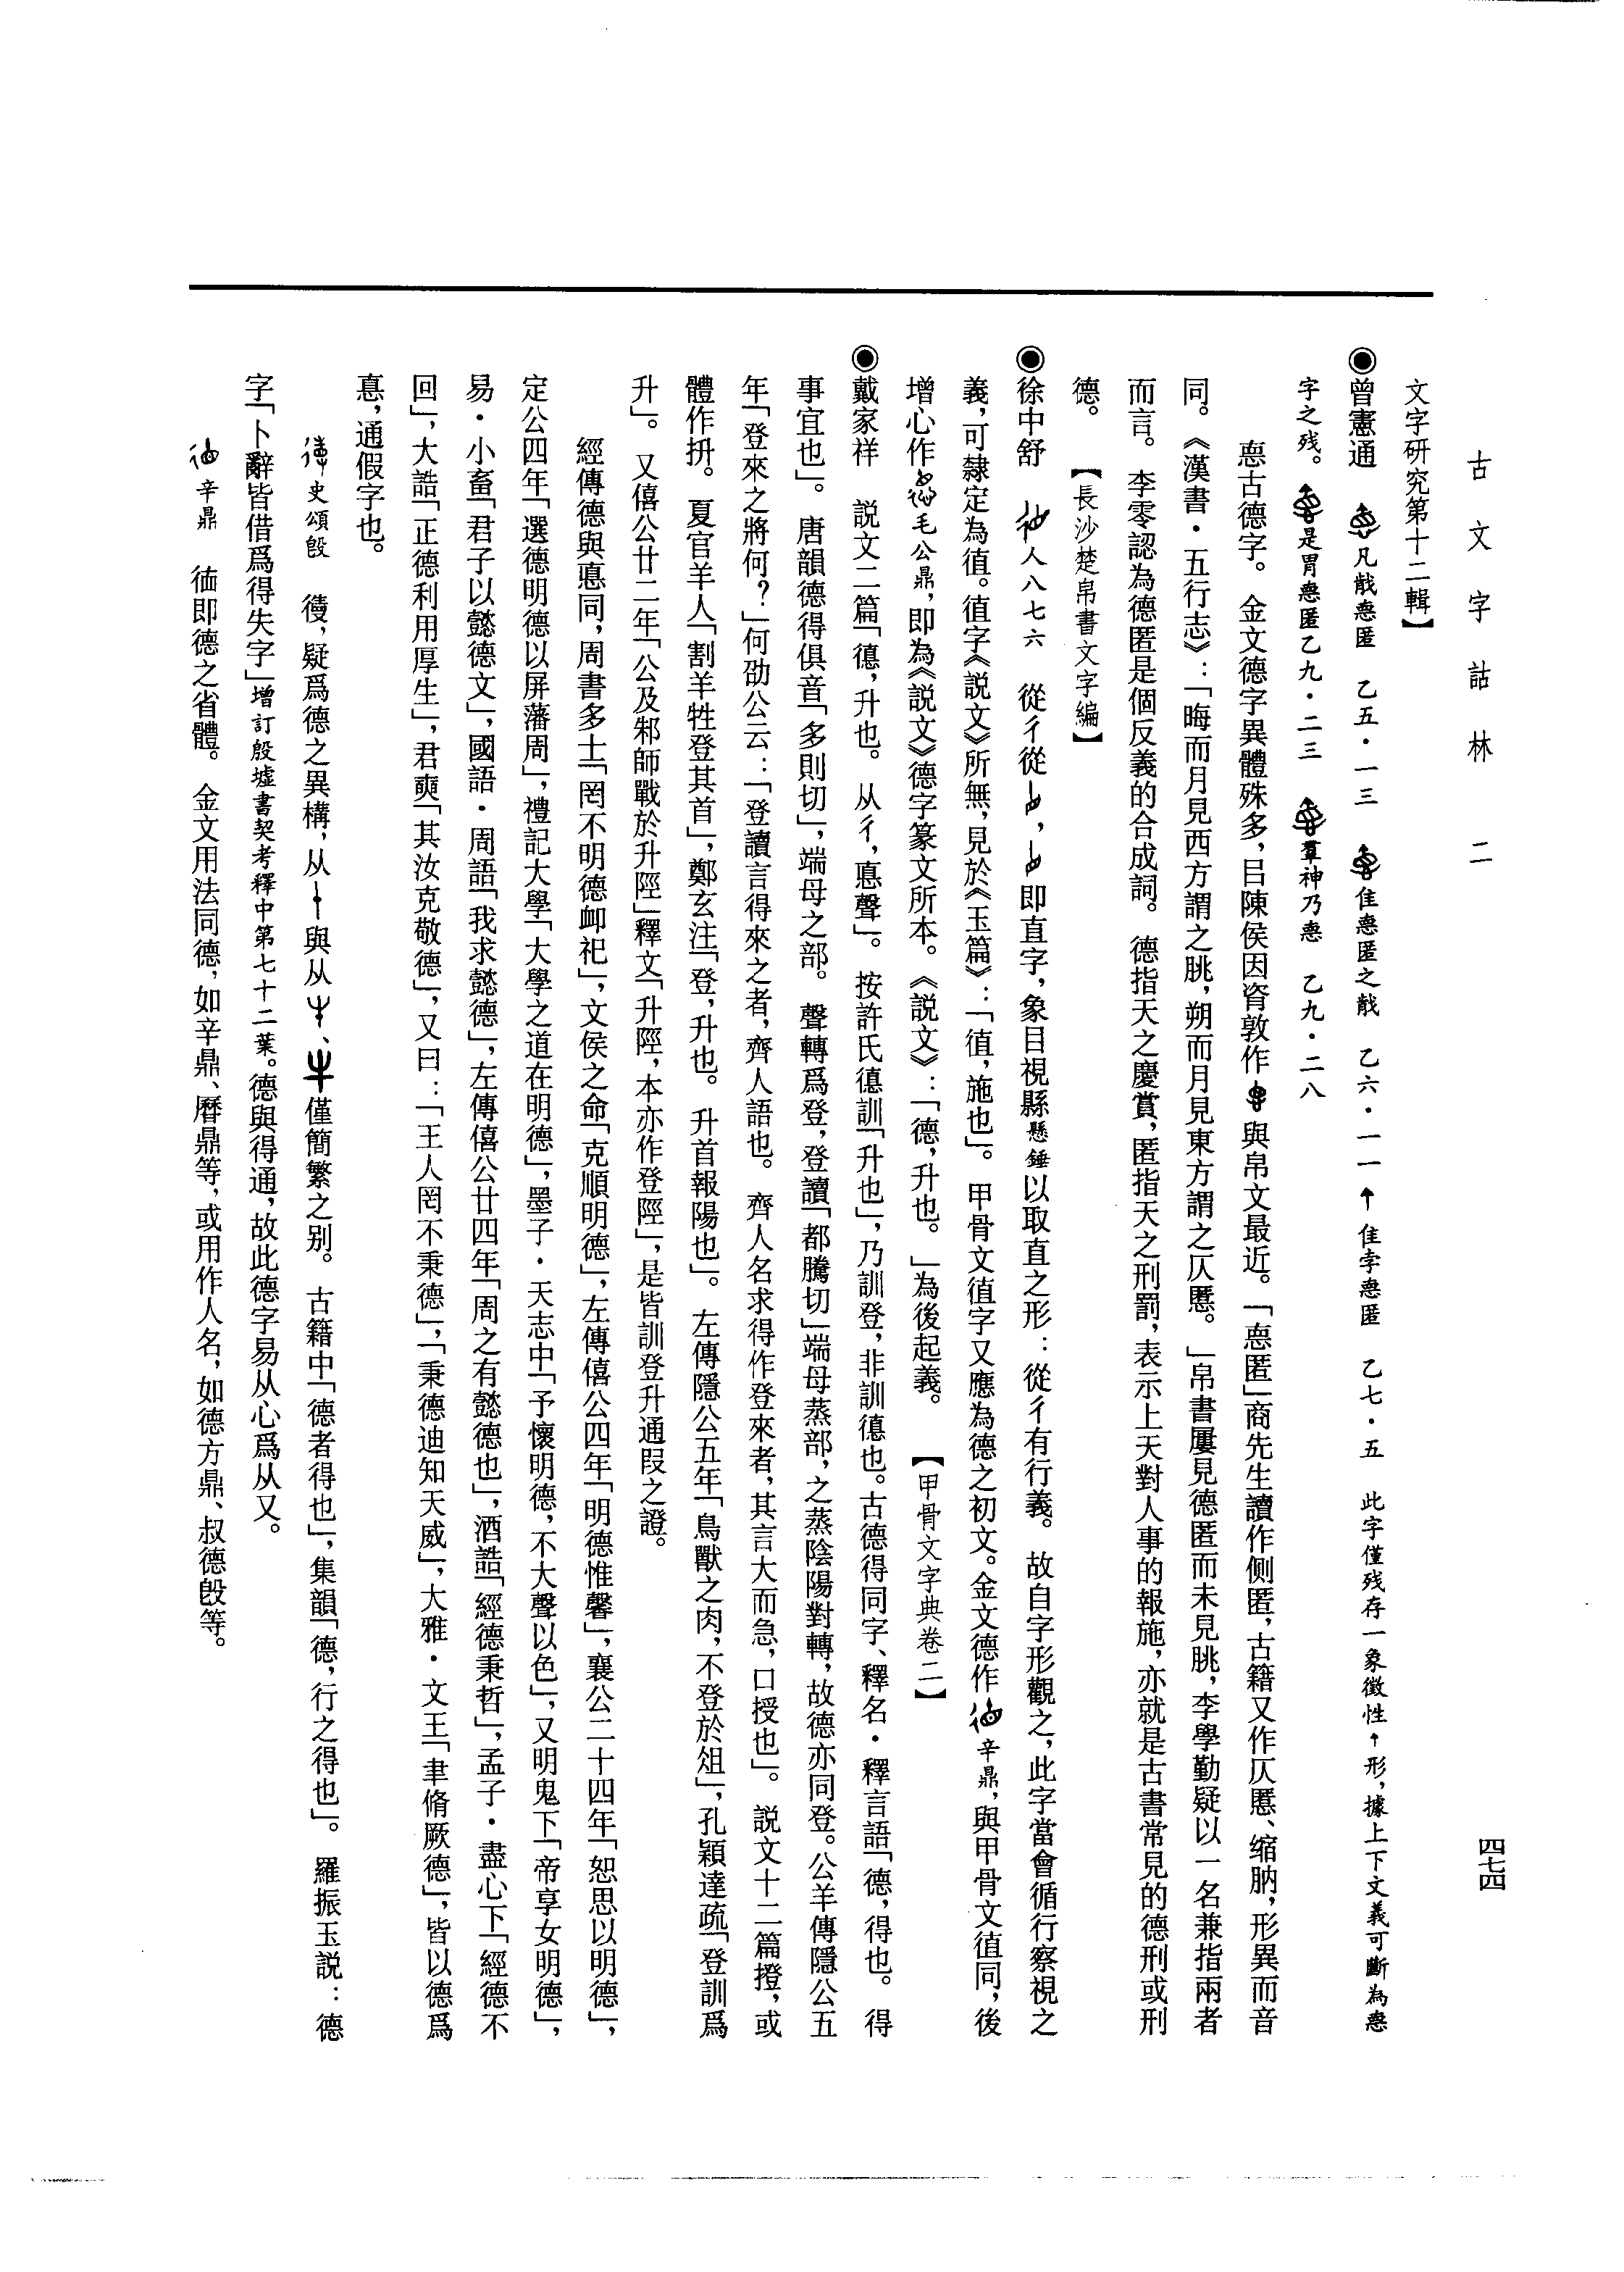 古文字詁林 二
四七四
文字研究第十二輯】
◉曾憲通 凡歲惪匿 乙五·一三 隹惪匿之歲 乙六·一一 隹孛惪匿 乙七·五 此字僅残存一象徵性形，據上下文義可斷為惪
字之残。 是胃惪匿乙九·二三 羣神乃惪 乙九·二八
惪古德字。金文德字異體殊多，㠯陳侯因𬁼敦作 與帛文最近。「惪匿」商先生讀作側匿，古籍又作仄慝、缩肭，形異而音
同。《漢書·五行志》：「晦而月見西方謂之朓，朔而月見東方謂之仄慝。」帛書屢見德匿而未見朓，李學勤疑以一名兼指兩者
而言。李零認為德匿是個反義的合成詞。德指天之慶賞，匿指天之刑罰，表示上天對人事的報施，亦就是古書常見的德刑或刑
德。 【長沙楚帛書文字編】
◉徐中舒 人八七六 從彳從，即直字，象目視縣懸錘以取直之形：從彳有行義。故自字形觀之，此字當會循行察視之
義，可隸定為徝。徝字《説文》所無，見於《玉篇》：「徝，施也」。甲骨文徝字又應為德之初文。金文德作 辛鼎，與甲骨文徝同，後
增心作 毛公鼎，即為《説文》德字篆文所本。《説文》：「德，升也。」為後起義。 【甲骨文字典卷二】
◉戴家祥 説文二篇「德，升也。从彳，惪聲」。按許氏德訓「升也」，乃訓登，非訓德也。古德得同字、釋名·釋言語「德，得也。得
事宜也」。唐韻德得俱音「多則切」，端母之部。聲轉爲登，登讀「都騰切」端母蒸部，之蒸陰陽對轉，故德亦同登。公羊傳隱公五
年「登來之將何？」何劭公云：「登讀言得來之者，齊人語也。齊人名求得作登來者，其言大而急，口授也」。説文十二篇撜，或
體作抍。夏官羊人「割羊牲登其首」，鄭玄注「登，升也。升首報陽也」。左傳隱公五年「鳥獸之肉，不登於俎」，孔穎達疏「登訓爲
升」。又僖公廿二年「公及邾師戰於升陘」釋文「升陘，本亦作登陘」，是皆訓登升通叚之證。
經傳德與惪同，周書多士「罔不明德卹祀」，文侯之命「克順明德」，左傳僖公四年「明德惟馨」，襄公二十四年「恕思以明德」，
定公四年「選德明德以屏藩周」，禮記大學「大學之道在明德」，墨子·天志中「予懷明德，不大聲以色」，又明鬼下「帝享女明德」，
易·小畜「君子以懿德文」，國語·周語「我求懿德」，左傳僖公廿四年「周之有懿德也」，酒誥「經德秉哲」，孟子·盡心下「經德不
回」，大誥「正德利用厚生」，君奭「其汝克敬德」，又曰：「王人罔不秉德」，「秉德迪知天威」，大雅·文王「聿脩厥德」，皆以德爲
惪，通假字也。
史頌𣪘 ，疑爲德之異構，从與从、僅簡繁之别。古籍中「德者得也」，集韻「德，行之得也」。羅振玉説：德
字「卜辭皆借爲得失字」增訂殷墟書契考釋中第七十二葉。德與得通，故此德字易从心爲从又。
辛鼎 徝即德之省體。金文用法同德，如辛鼎、曆鼎等，或用作人名，如德方鼎、叔德𣪘等。